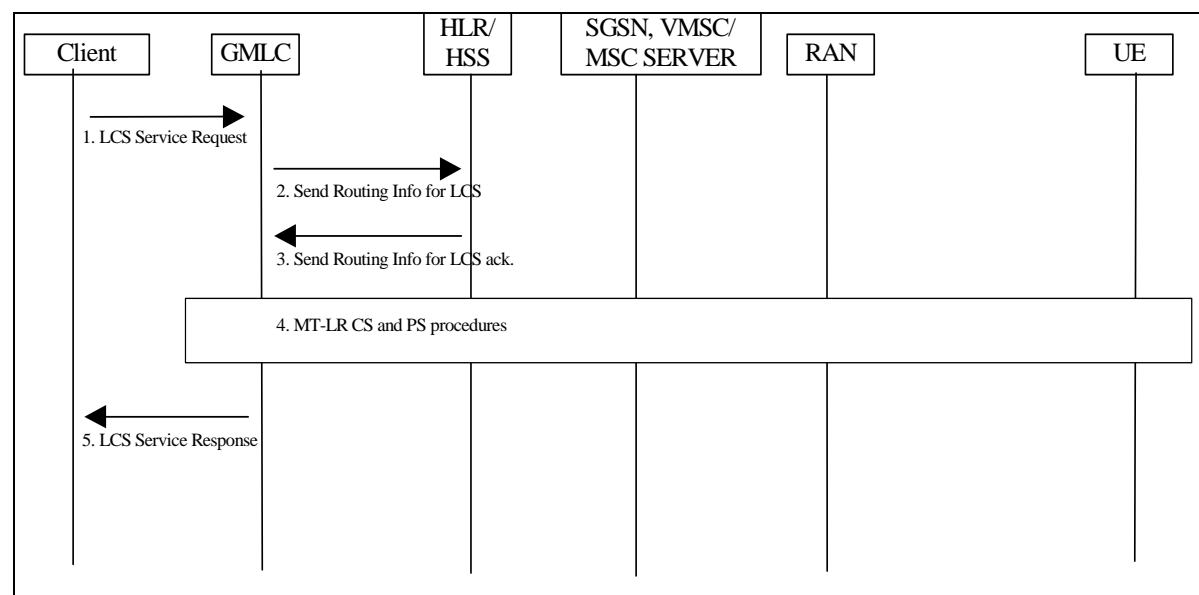 Client
GMLC
HLR/
HSS
SGSN, VMSC/
MSC SERVER
RAN
UE
1. LCS Service Request
2. Send Routing Info for LCS
3. Send Routing Info for LCS ack.
4. MT-LR CS and PS procedures
5. LCS Service Response